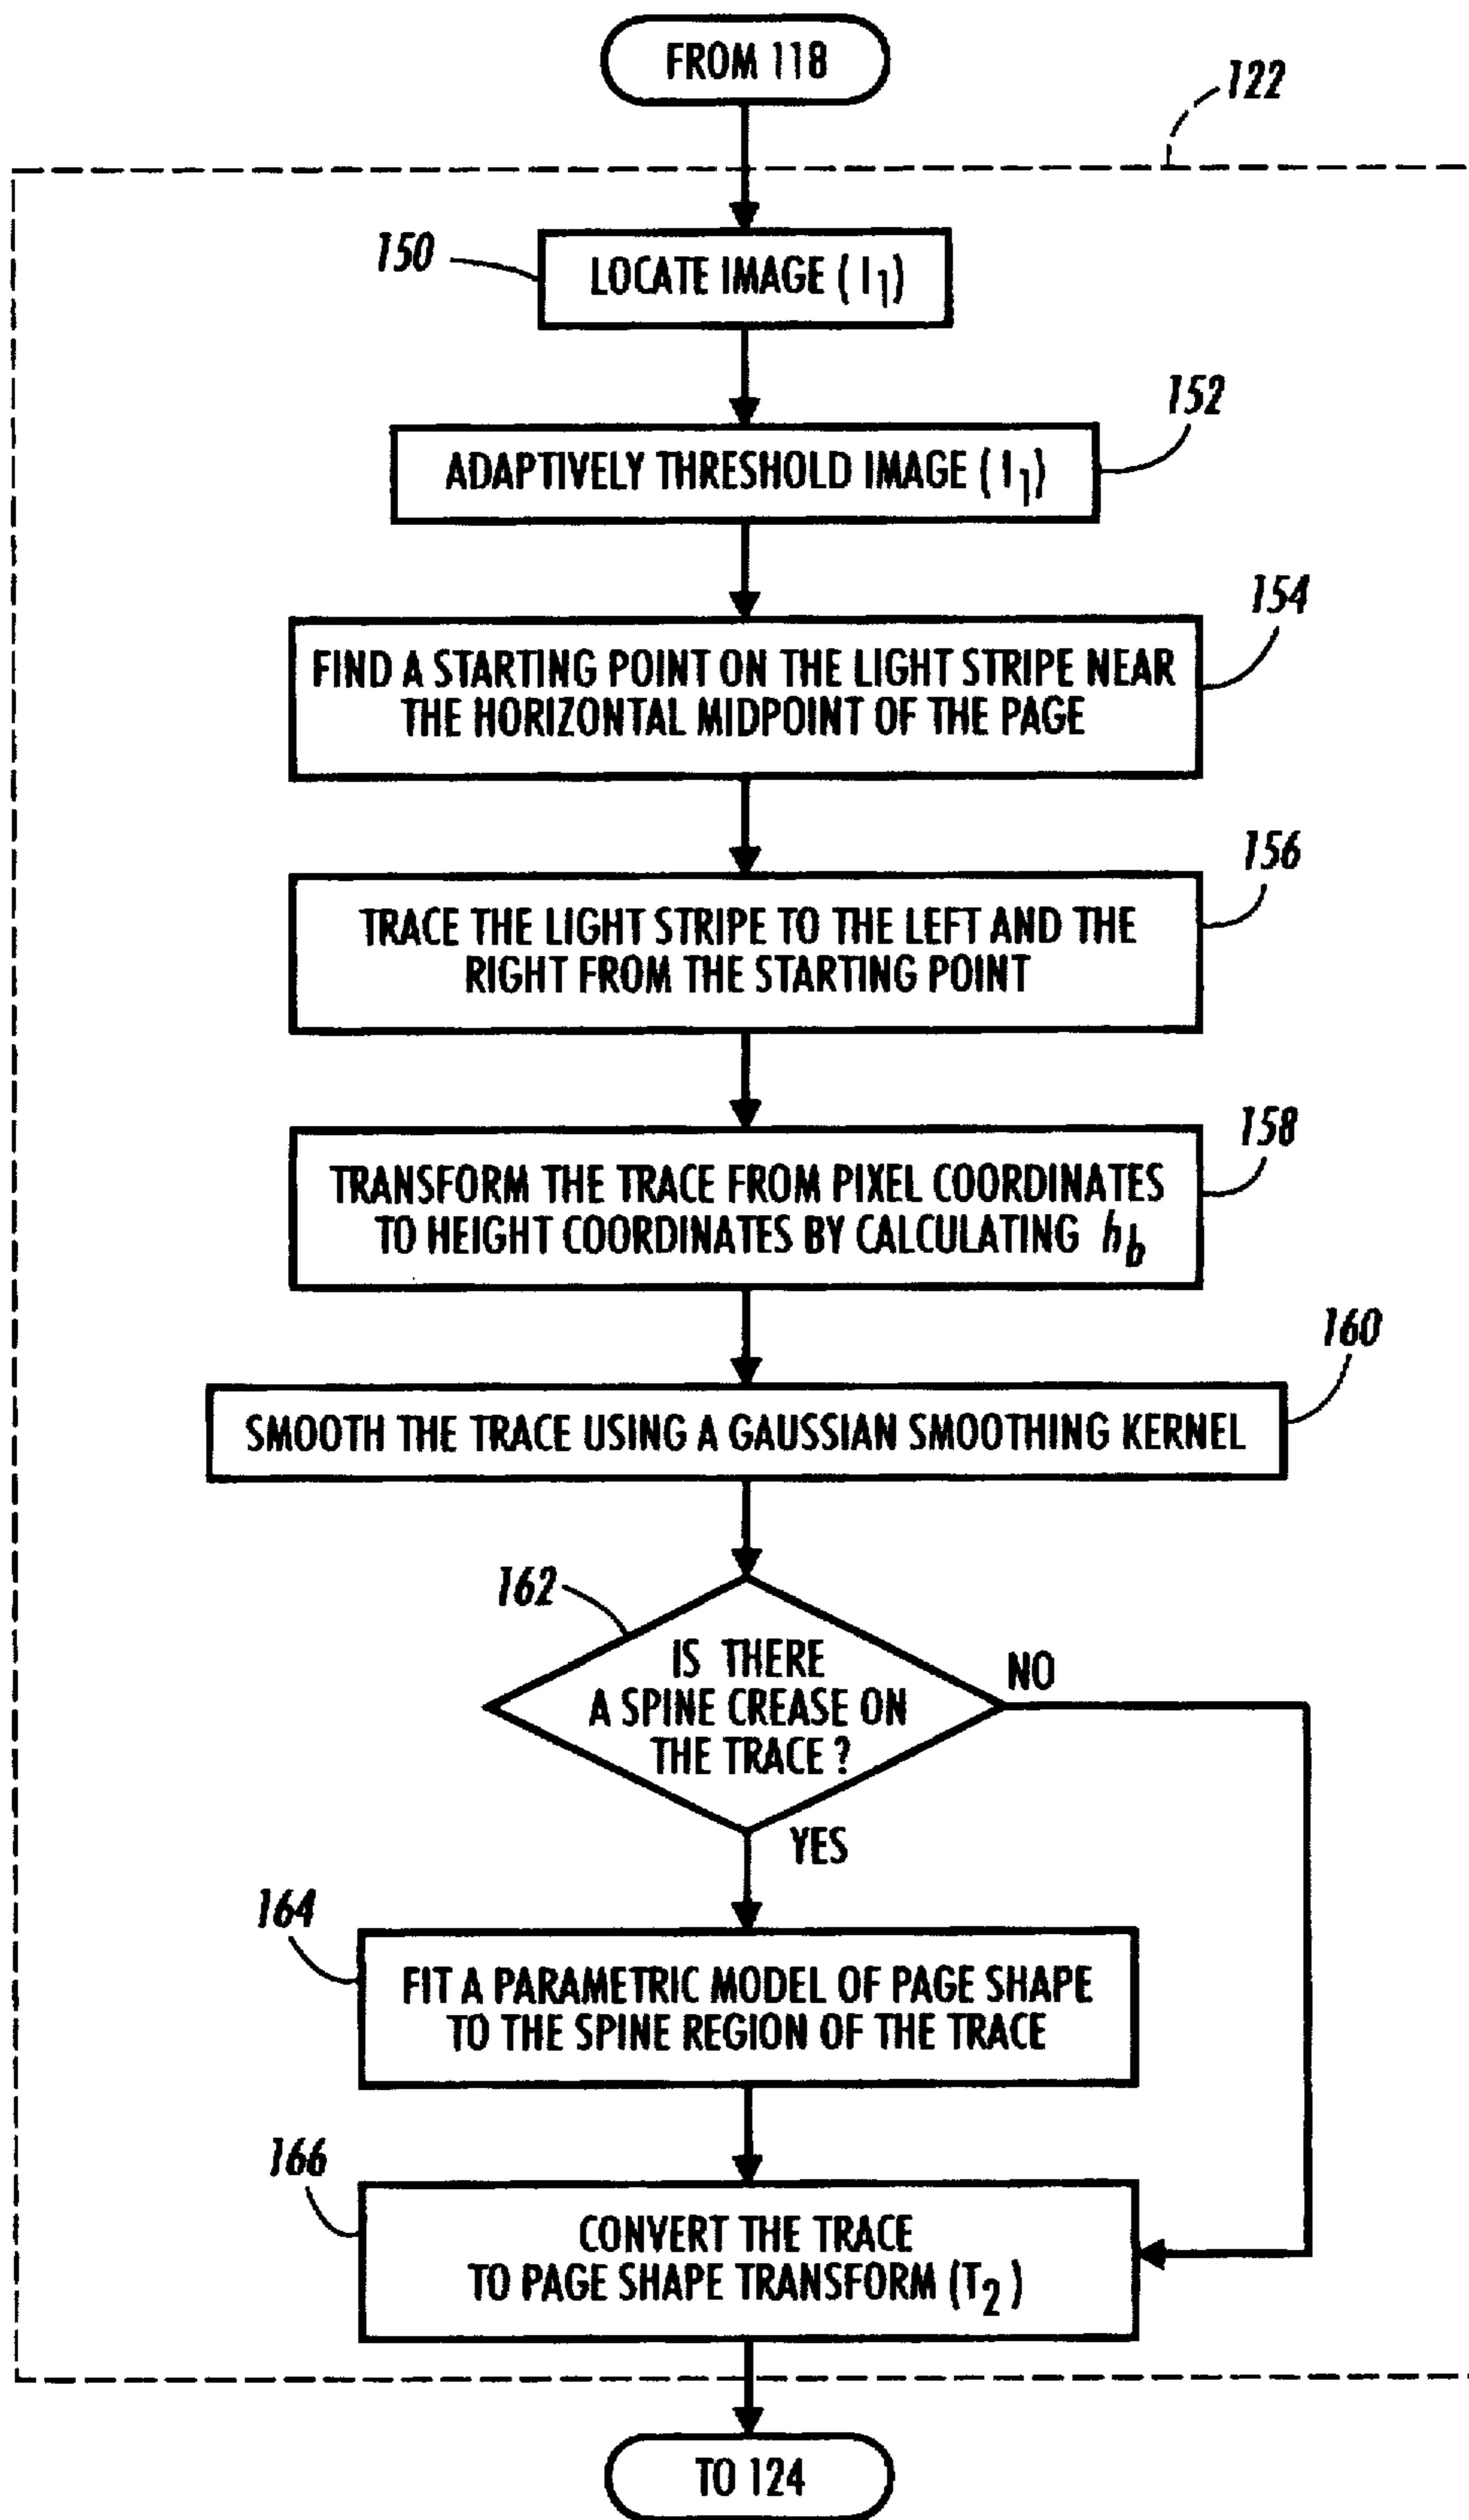 FROM 118
122
150
LOCATE IMAGE (I1)
152
ADAPTIVELY THRESHOLD IMAGE (I1)
154
FIND A STARTING POINT ON THE LIGHT STRIPE NEAR
THE HORIZONTAL MIDPOINT OF THE PAGE
156
TRACE THE LIGHT STRIPE TO THE LEFT AND THE
RIGHT FROM THE STARTING POINT
158
TRANSFORM THE TRACE FROM PIXEL COORDINATES
TO HEIGHT COORDINATES BY CALCULATING hb
160
SMOOTH THE TRACE USING A GAUSSIAN SMOOTHING KERNEL
162
IS THERE
A SPINE CREASE ON
THE TRACE?
NO
YES
164
FIT A PARAMETRIC MODEL OF PAGE SHAPE
TO THE SPINE REGION OF THE TRACE
166
CONVERT THE TRACE
TO PAGE SHAPE TRANSFORM (T2)
TO 124